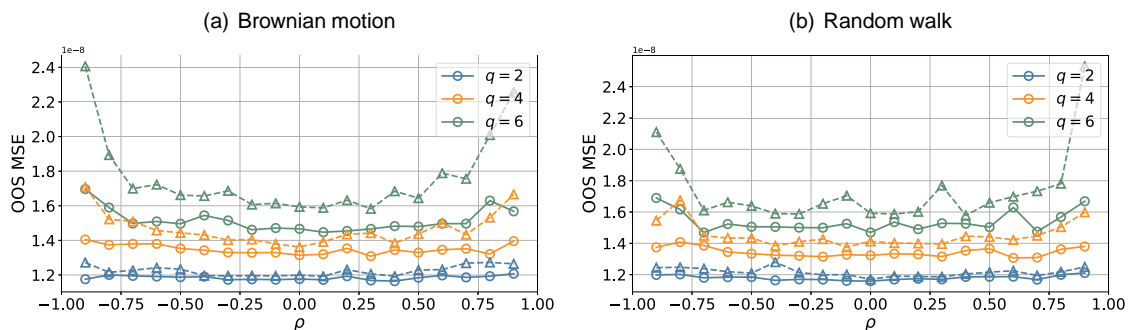 (a) Brownian motion
1e−8
OOS MSE
2.4
2.2
2.0
1.8
1.6
1.4
1.2
q = 2
q = 4
q = 6
−1.00 −0.75 −0.50 −0.25 0.00 0.25 0.50 0.75 1.00
ρ
(b) Random walk
1e−8
OOS MSE
2.4
2.2
2.0
1.8
1.6
1.4
1.2
q = 2
q = 4
q = 6
−1.00 −0.75 −0.50 −0.25 0.00 0.25 0.50 0.75 1.00
ρ